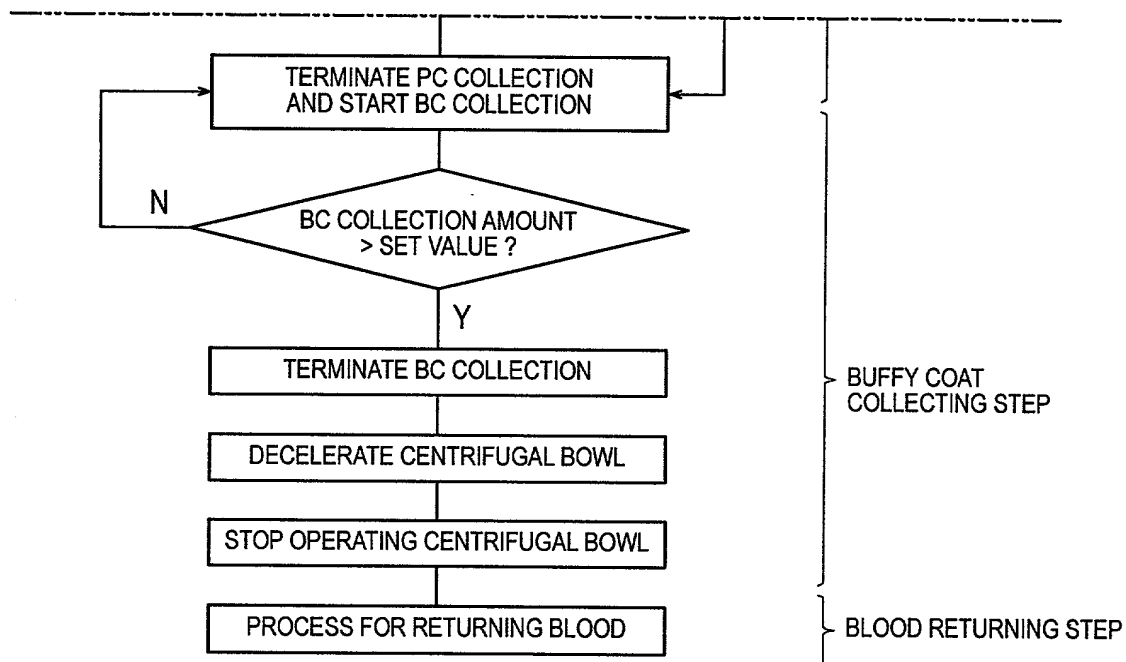 TERMINATE PC COLLECTION
AND START BC COLLECTION
N
BC COLLECTION AMOUNT
> SET VALUE ?
Y
TERMINATE BC COLLECTION
BUFFY COAT
COLLECTING STEP
DECELERATE CENTRIFUGAL BOWL
STOP OPERATING CENTRIFUGAL BOWL
PROCESS FOR RETURNING BLOOD
BLOOD RETURNING STEP